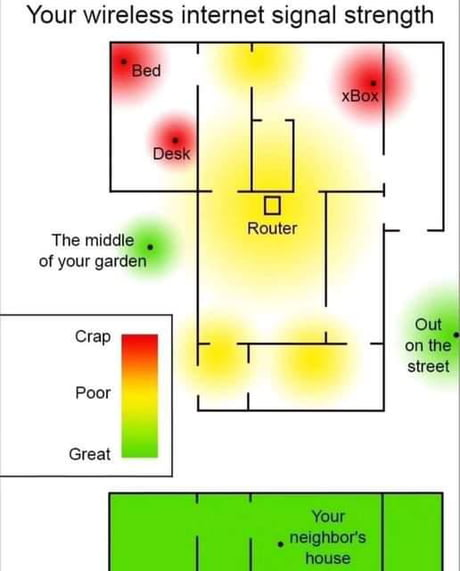 Your wireless internet signal strength
Bed
xBox
Desk
Router
The middle
of your garden
Out
on the
street
Crap
Poor
Great
Your
neighbor's
house